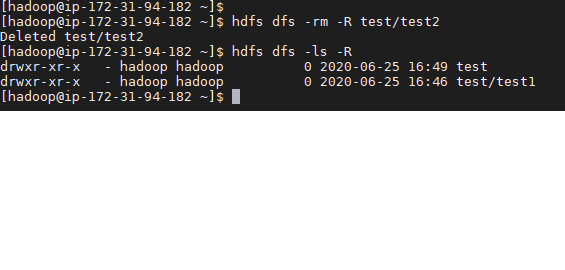 [hadoop@ip-172-31-94-182 ~]$
[hadoop@ip-172-31-94-182 ~]$ hdfs dfs -rm -R test/test2
Deleted test/test2
[hadoop@ip-172-31-94-182 ~]$ hdfs dfs -ls -R
drwxr-xr-x   - hadoop hadoop          0 2020-06-25 16:49 test
drwxr-xr-x   - hadoop hadoop          0 2020-06-25 16:46 test/test1
[hadoop@ip-172-31-94-182 ~]$